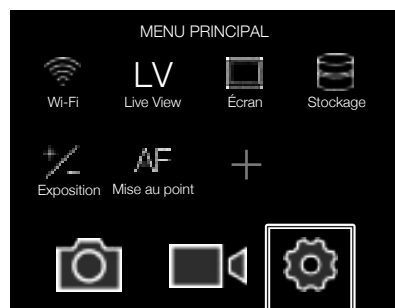 MENU PRINCIPAL
LV
Wi-Fi Live View Écran Stockage
AF
Exposition Mise au point